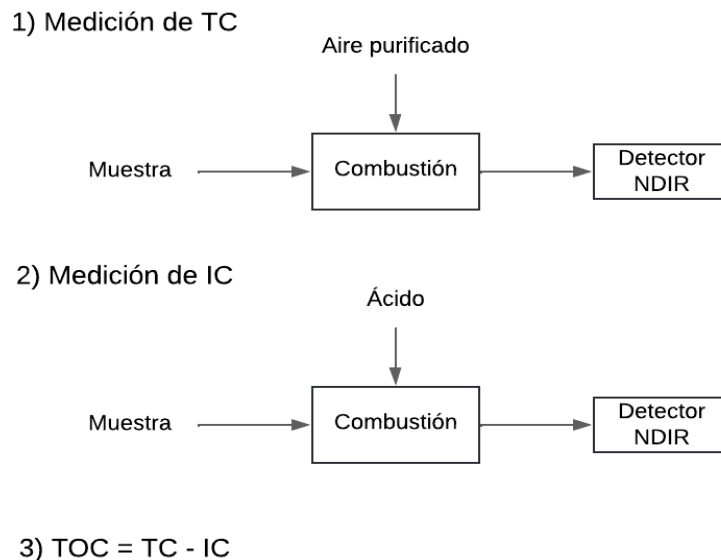 1) Medición de TC
Aire purificado
Muestra
Combustión
Detector
NDIR
2) Medición de IC
Ácido
Muestra
Combustión
Detector
NDIR
3) TOC = TC - IC